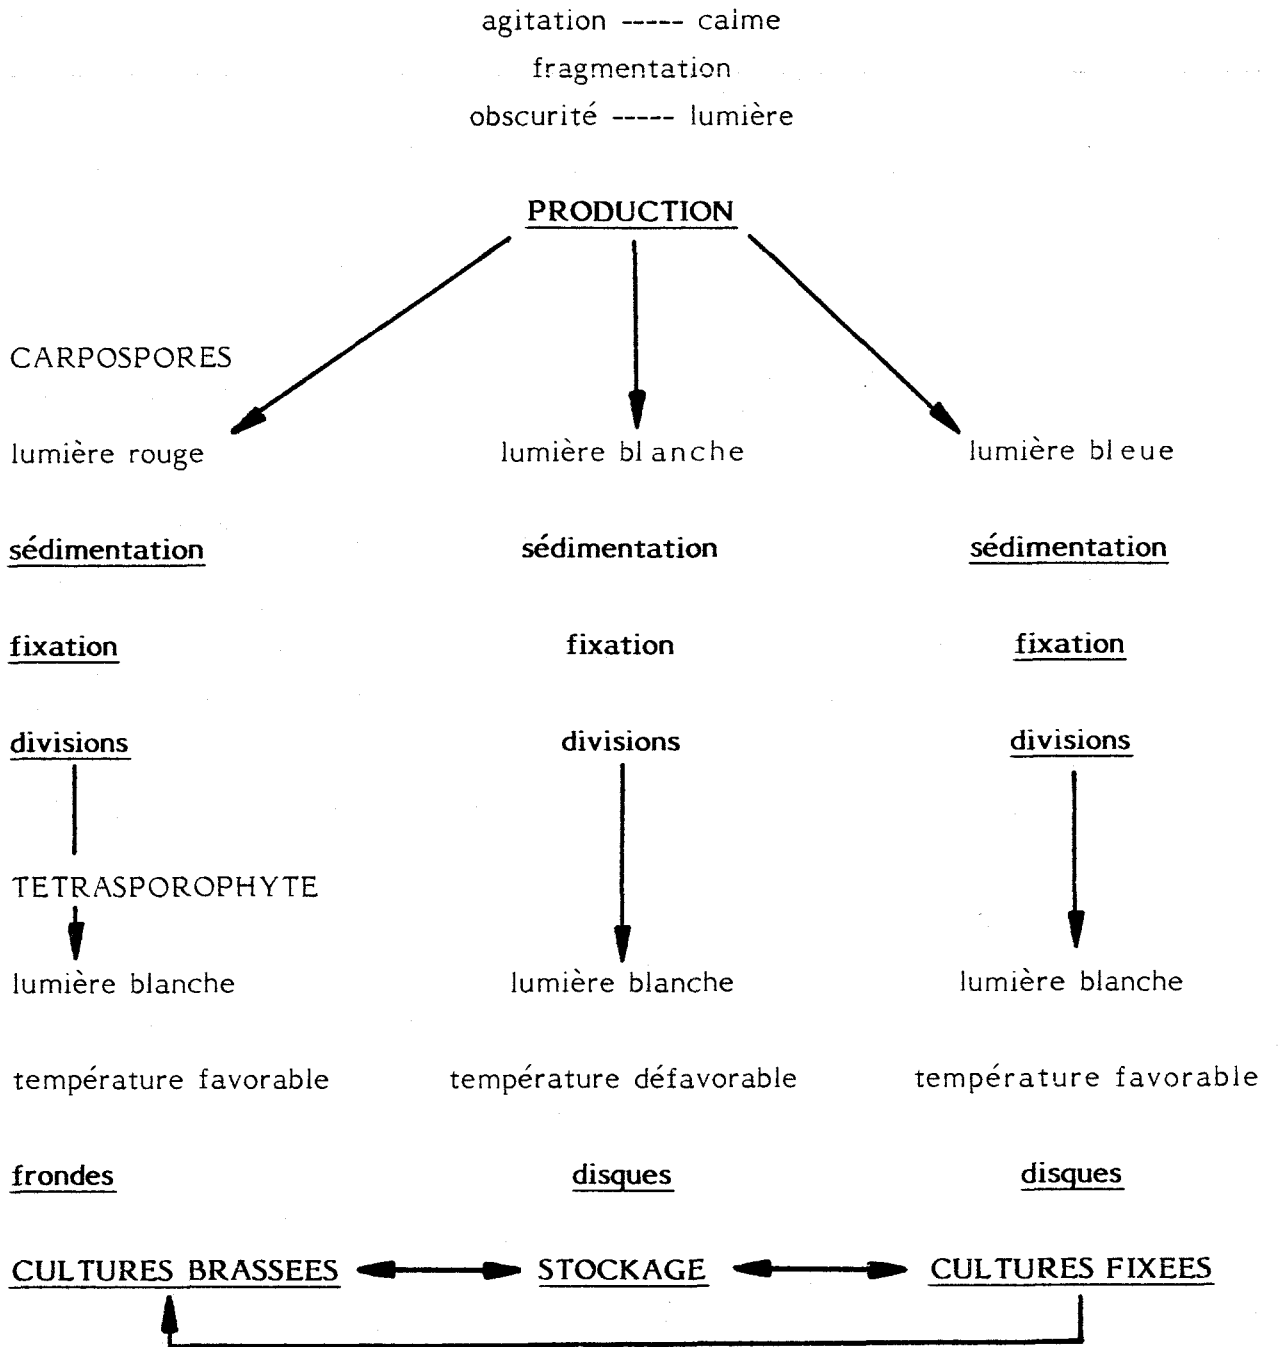 agitation ----- calme
fragmentation
obscurité ----- lumière
PRODUCTION
CARPOSPORES
lumière rouge lumière blanche lumière bleue
sédimentation sédimentation sédimentation
fixation fixation fixation
divisions divisions divisions
TETRASPOROPHYTE
lumière blanche lumière blanche lumière blanche
température favorable température défavorable température favorable
frondes disques disques
CULTURES BRASSEES STOCKAGE CULTURES FIXEES